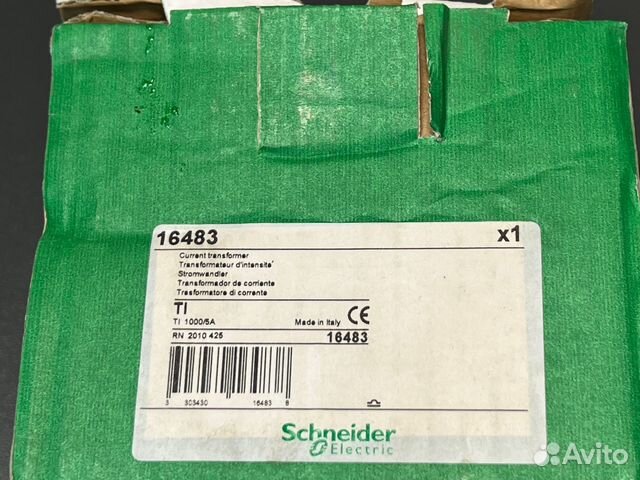 16483 x1
Current transformer
Transformateur d'intensité
Stromwandler
Transformador de corriente
Tresformatore di corrente
TI
TI 1000/5A Made in Italy CE
RN 2010 425 16483
3 303430 16483 8
Schneider
Electric
Avito